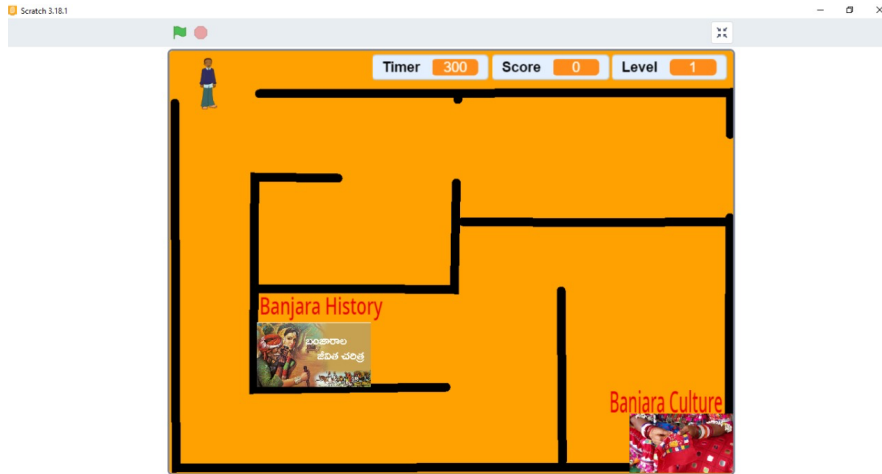 Scratch 3.18.1
Timer 300 Score 0 Level 1
Banjara History
బంజారాల
జీవిత చరిత్ర
Banjara Culture